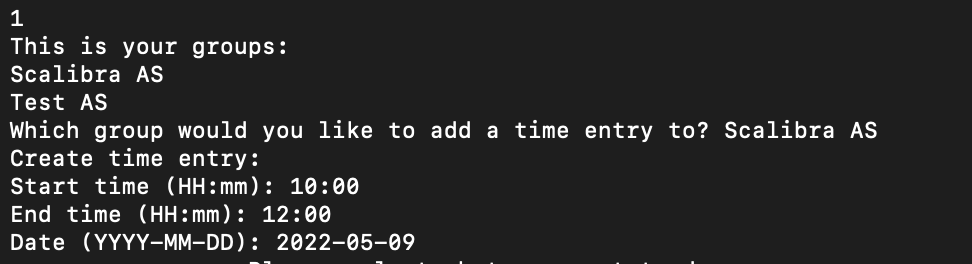 1
This is your groups:
Scalibra AS
Test AS
Which group would you like to add a time entry to? Scalibra AS
Create time entry:
Start time (HH:mm): 10:00
End time (HH:mm): 12:00
Date (YYYY-MM-DD): 2022-05-09